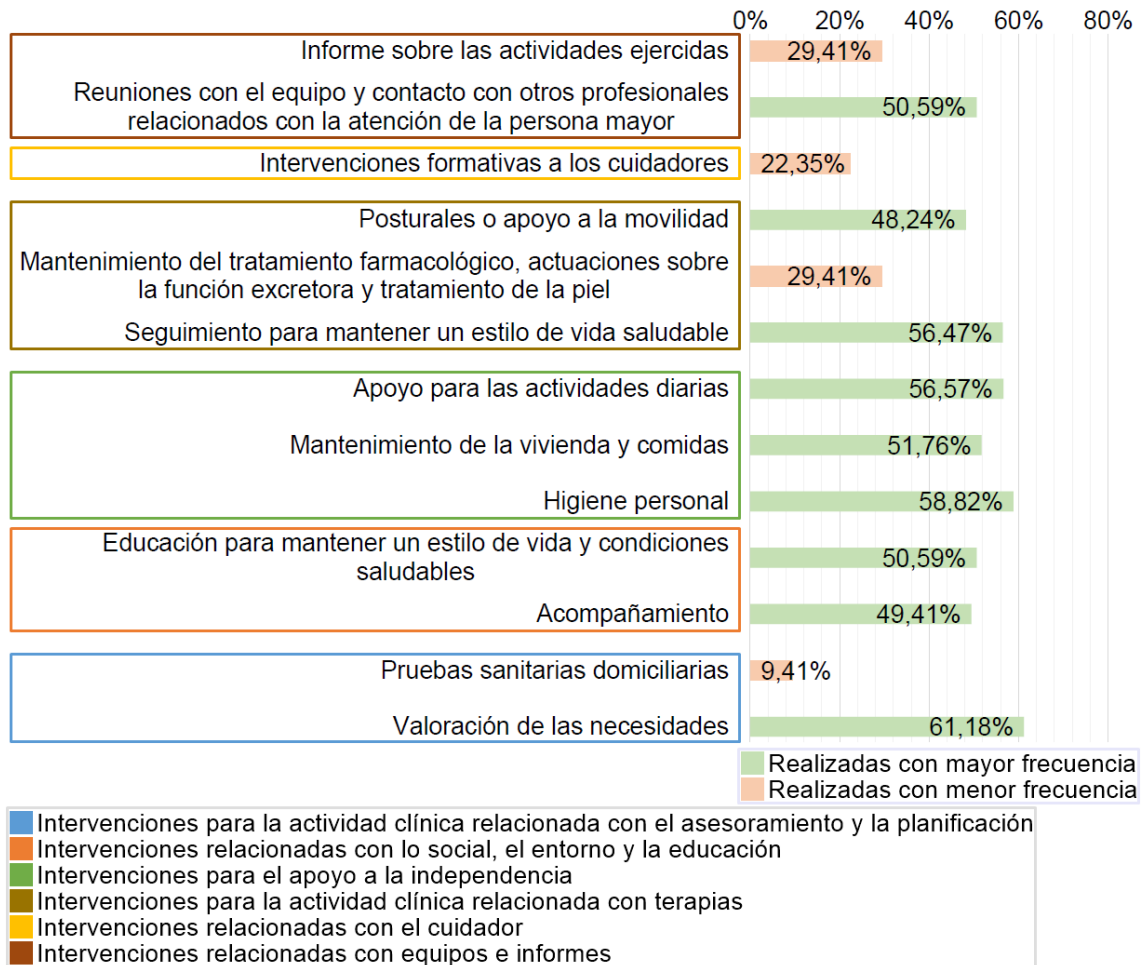 0% 20% 40% 60% 80%
Informe sobre las actividades ejercidas 29,41%
Reuniones con el equipo y contacto con otros profesionales
relacionados con la atención de la persona mayor 50,59%
Intervenciones formativas a los cuidadores 22,35%
Posturales o apoyo a la movilidad 48,24%
Mantenimiento del tratamiento farmacológico, actuaciones sobre
la función excretora y tratamiento de la piel 29,41%
Seguimiento para mantener un estilo de vida saludable 56,47%
Apoyo para las actividades diarias 56,57%
Mantenimiento de la vivienda y comidas 51,76%
Higiene personal 58,82%
Educación para mantener un estilo de vida y condiciones
saludables 50,59%
Acompañamiento 49,41%
Pruebas sanitarias domiciliarias 9,41%
Valoración de las necesidades 61,18%
Realizadas con mayor frecuencia
Realizadas con menor frecuencia
Intervenciones para la actividad clínica relacionada con el asesoramiento y la planificación
Intervenciones relacionadas con lo social, el entorno y la educación
Intervenciones para el apoyo a la independencia
Intervenciones para la actividad clínica relacionada con terapias
Intervenciones relacionadas con el cuidador
Intervenciones relacionadas con equipos e informes